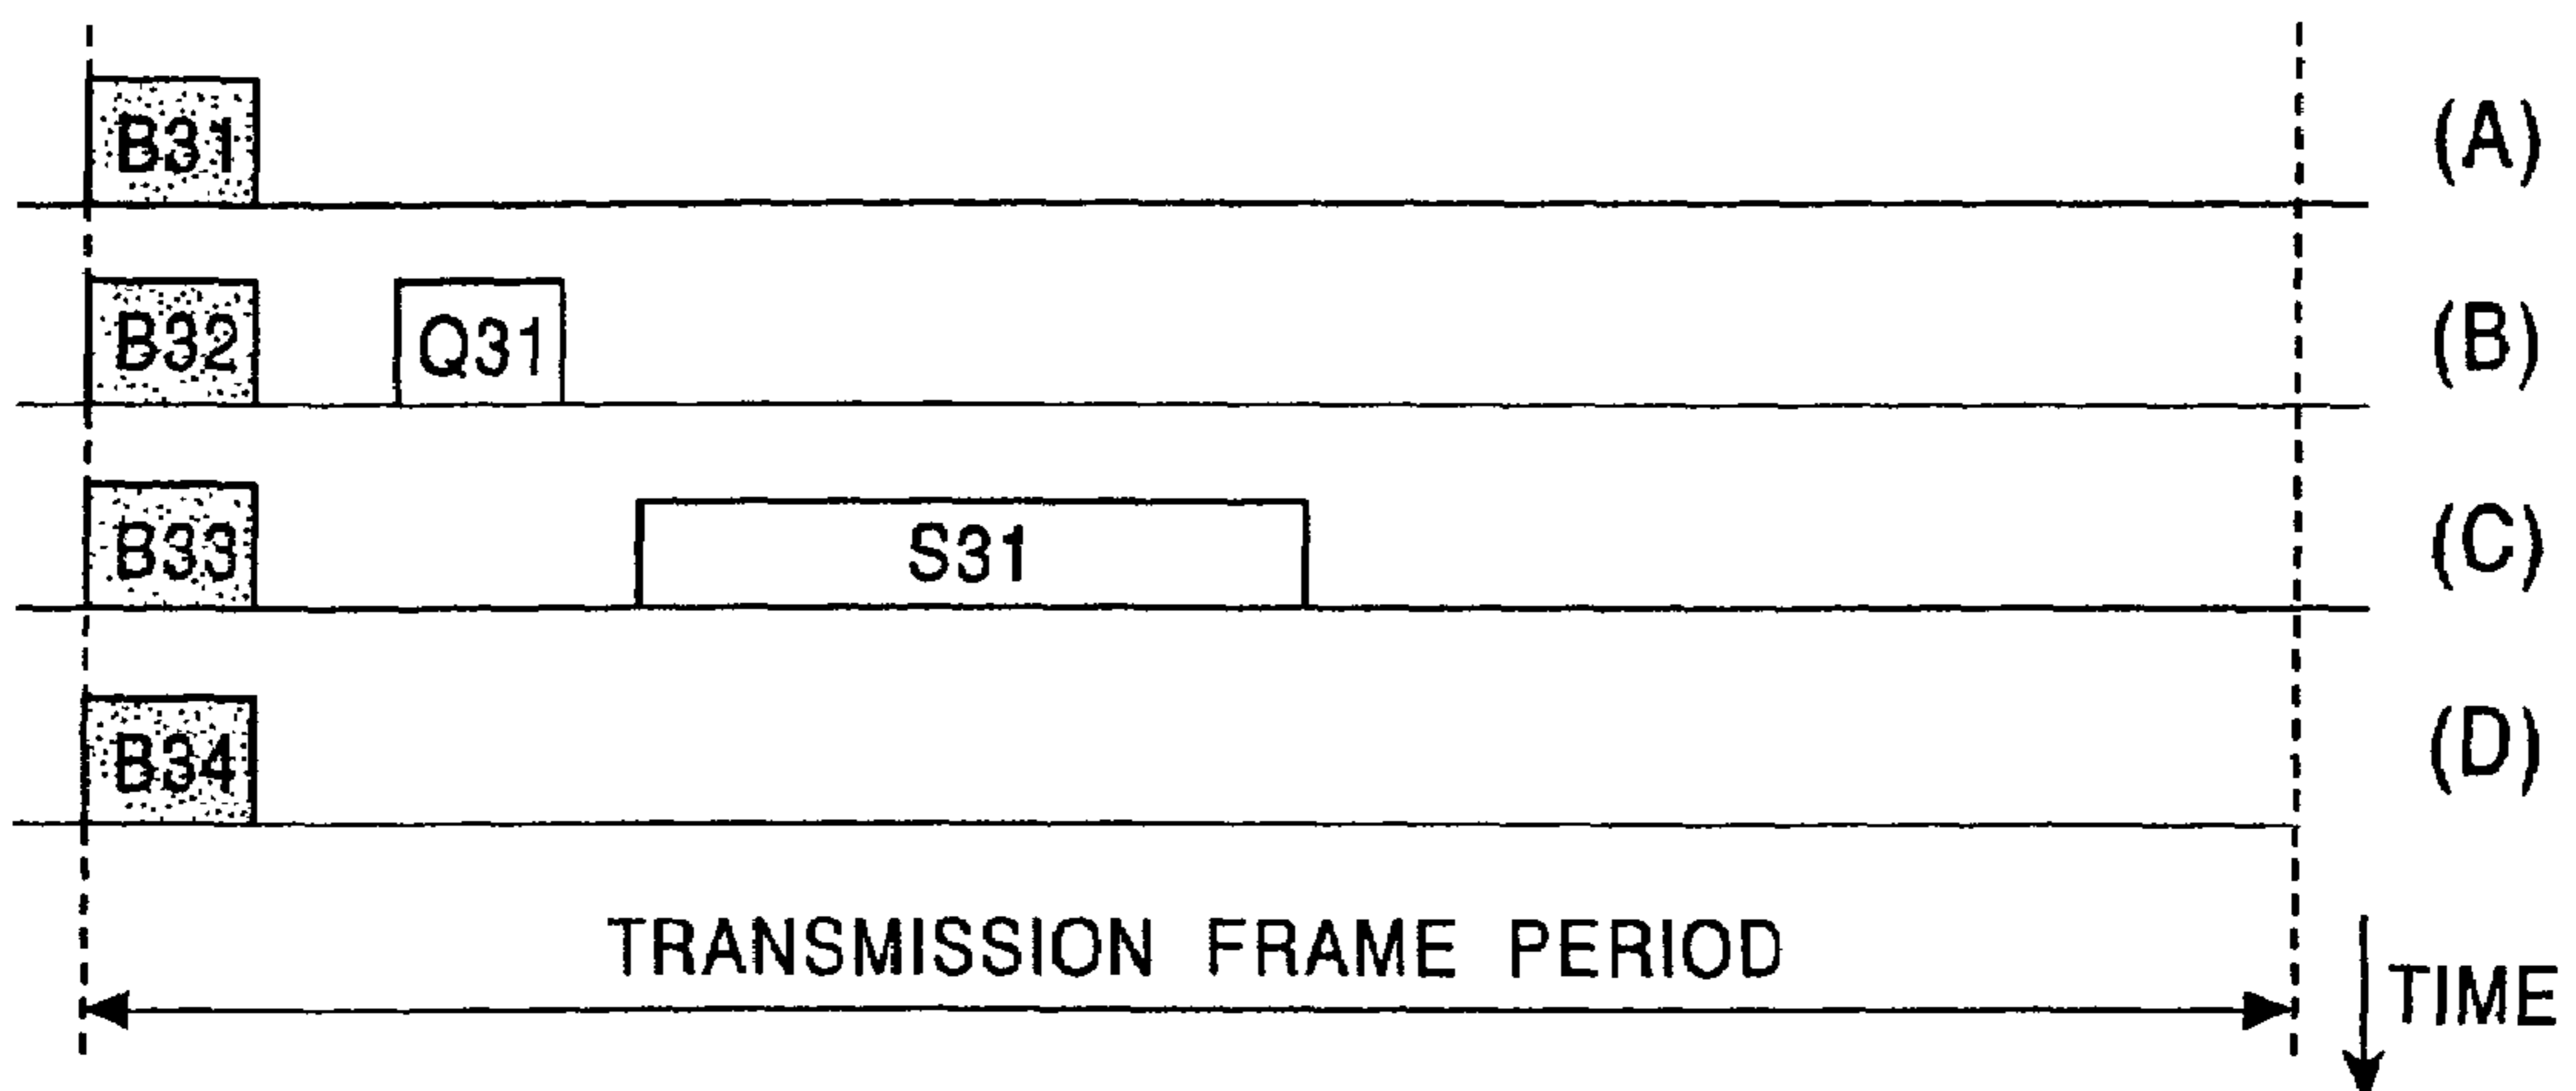 B31 (A)
B32 Q31 (B)
B33 S31 (C)
B34 (D)
TRANSMISSION FRAME PERIOD
TIME